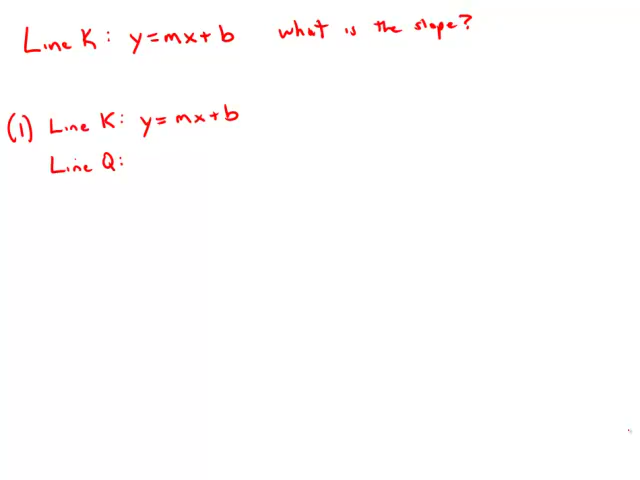 Line K: y=mx+b what is the slope?
(1) Line K: y=mx+b
Line Q: